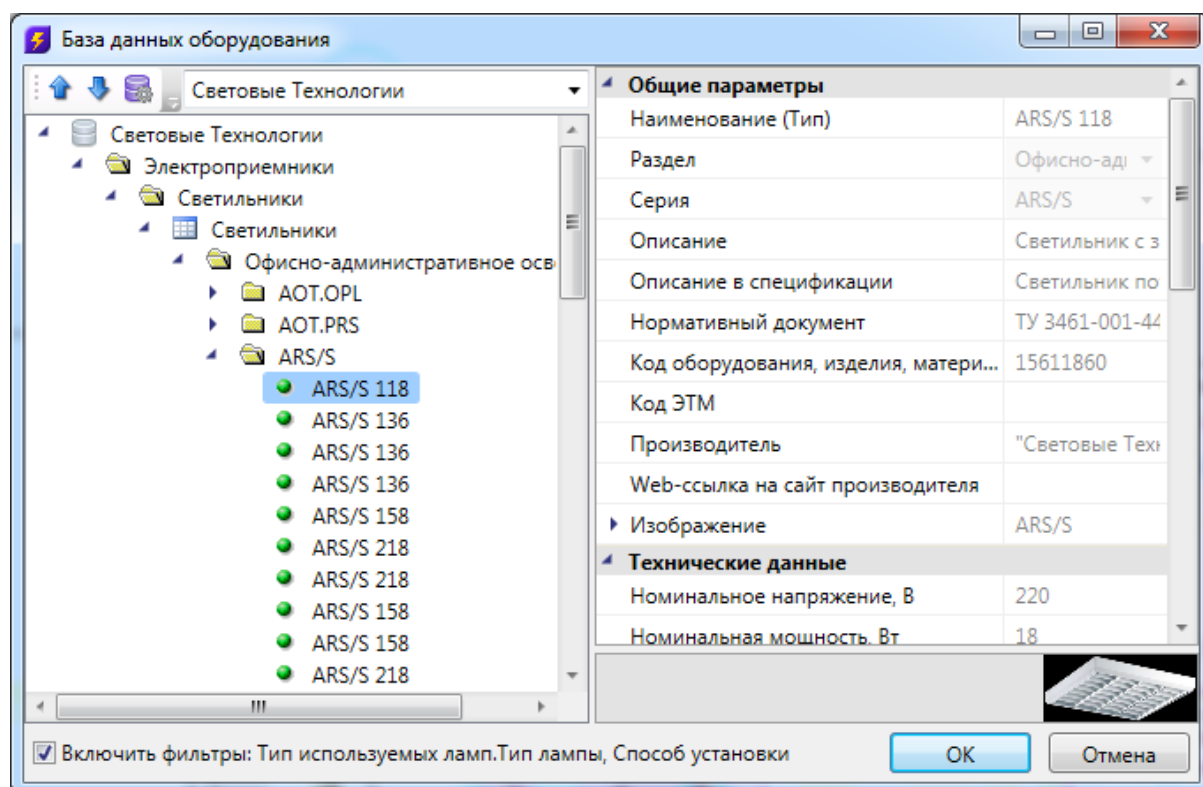 База данных оборудования
Световые Технологии
Световые Технологии
Электроприемники
Светильники
Светильники
Офисно-административное осв
AOT.OPL
AOT.PRS
ARS/S
ARS/S 118
ARS/S 136
ARS/S 136
ARS/S 136
ARS/S 158
ARS/S 218
ARS/S 218
ARS/S 158
ARS/S 158
ARS/S 218
Общие параметры
Наименование (Тип) ARS/S 118
Раздел Офисно-ад
Серия ARS/S
Описание Светильник с з
Описание в спецификации Светильник по
Нормативный документ ТУ 3461-001-44
Код оборудования, изделия, матери... 15611860
Код ЭТМ
Производитель "Световые Техн
Web-ссылка на сайт производителя
Изображение ARS/S
Технические данные
Номинальное напряжение, В 220
Номинальная мощность, Вт 18
Включить фильтры: Тип используемых ламп.Тип лампы, Способ установки
OK
Отмена